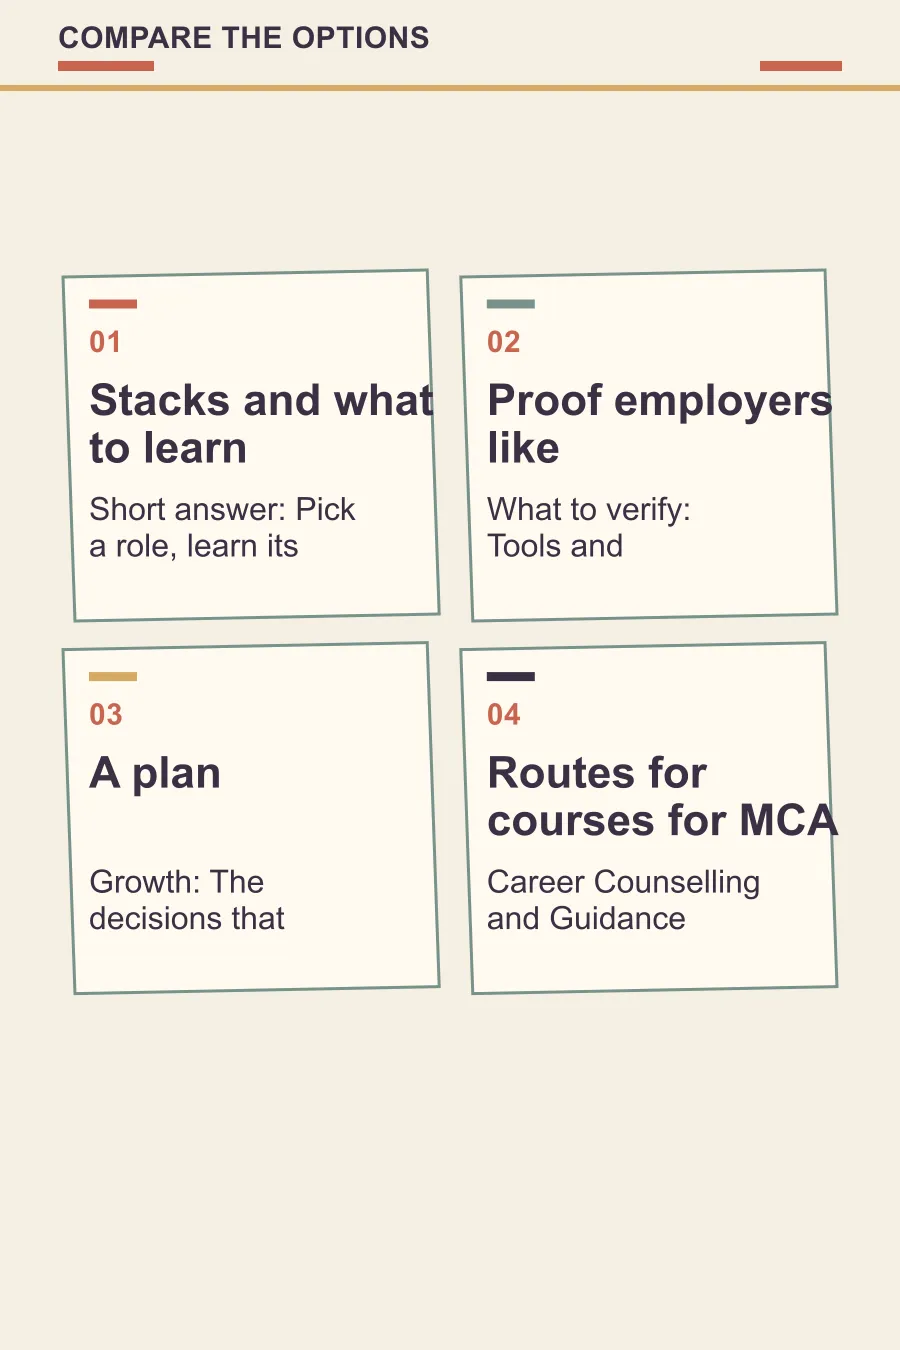 COMPARE THE OPTIONS
01
Stacks and what
to learn
Short answer: Pick
a role, learn its
02
Proof employers
like
What to verify:
Tools and
03
A plan
Growth: The
decisions that
04
Routes for
courses for MCA
Career Counselling
and Guidance